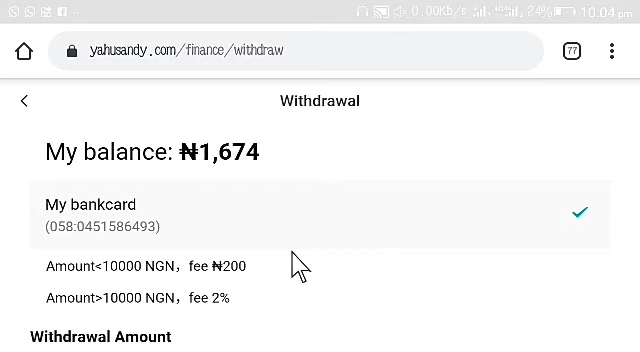 0.00Kb/s 24% 10.04 pm
yahusandy.com/finance/withdraw 77
Withdrawal
My balance: ₦1,674
My bankcard
(058:0451586493)
Amount<10000 NGN，fee ₦200
Amount>10000 NGN，fee 2%
Withdrawal Amount